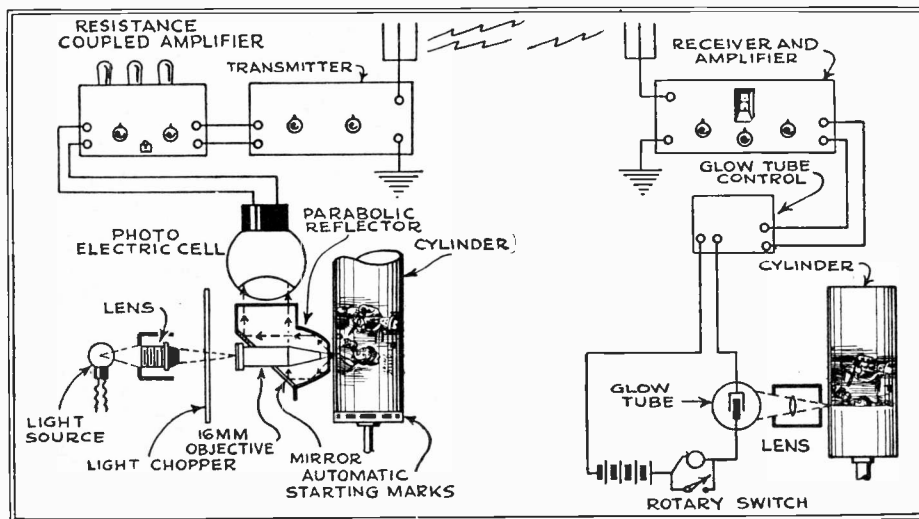 RESISTANCE
COUPLED AMPLIFIER
TRANSMITTER
RECEIVER AND
AMPLIFIER
GLOW TUBE
CONTROL
PHOTO
ELECTRIC CELL
PARABOLIC
REFLECTOR
CYLINDER
CYLINDER
LENS
LIGHT
SOURCE
LIGHT CHOPPER
16MM
OBJECTIVE
MIRROR
AUTOMATIC
STARTING MARKS
GLOW
TUBE
LENS
ROTARY SWITCH